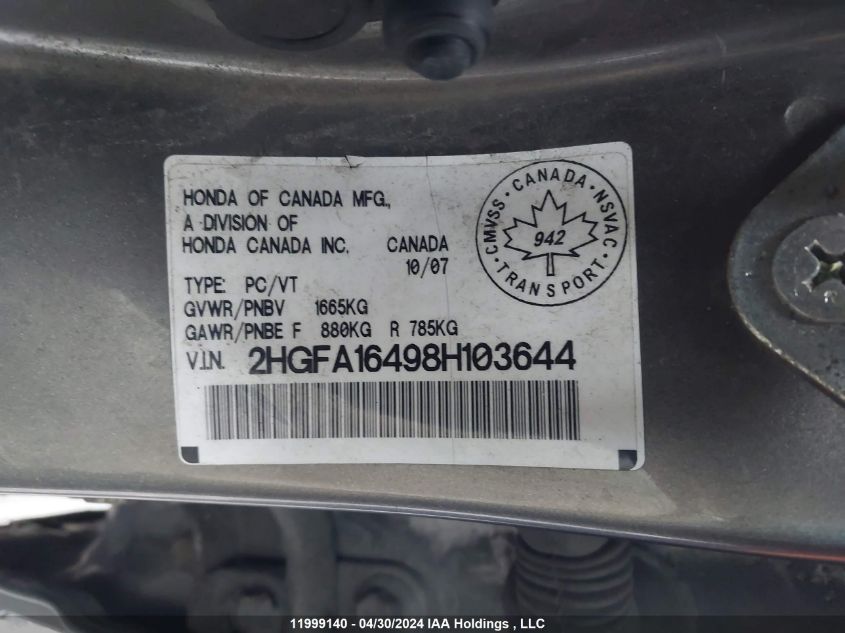 HONDA OF CANADA MFG.,
A DIVISION OF
HONDA CANADA INC. CANADA
10/07
TYPE: PC/VT
GVWR/PNBV 1665KG
GAWR/PNBE F 880KG R 785KG
V.I.N. 2HGFA16498H103644
CMVSS · CANADA · NSVAC
942
· TRANSPORT ·
11999140 - 04/30/2024 IAA Holdings , LLC